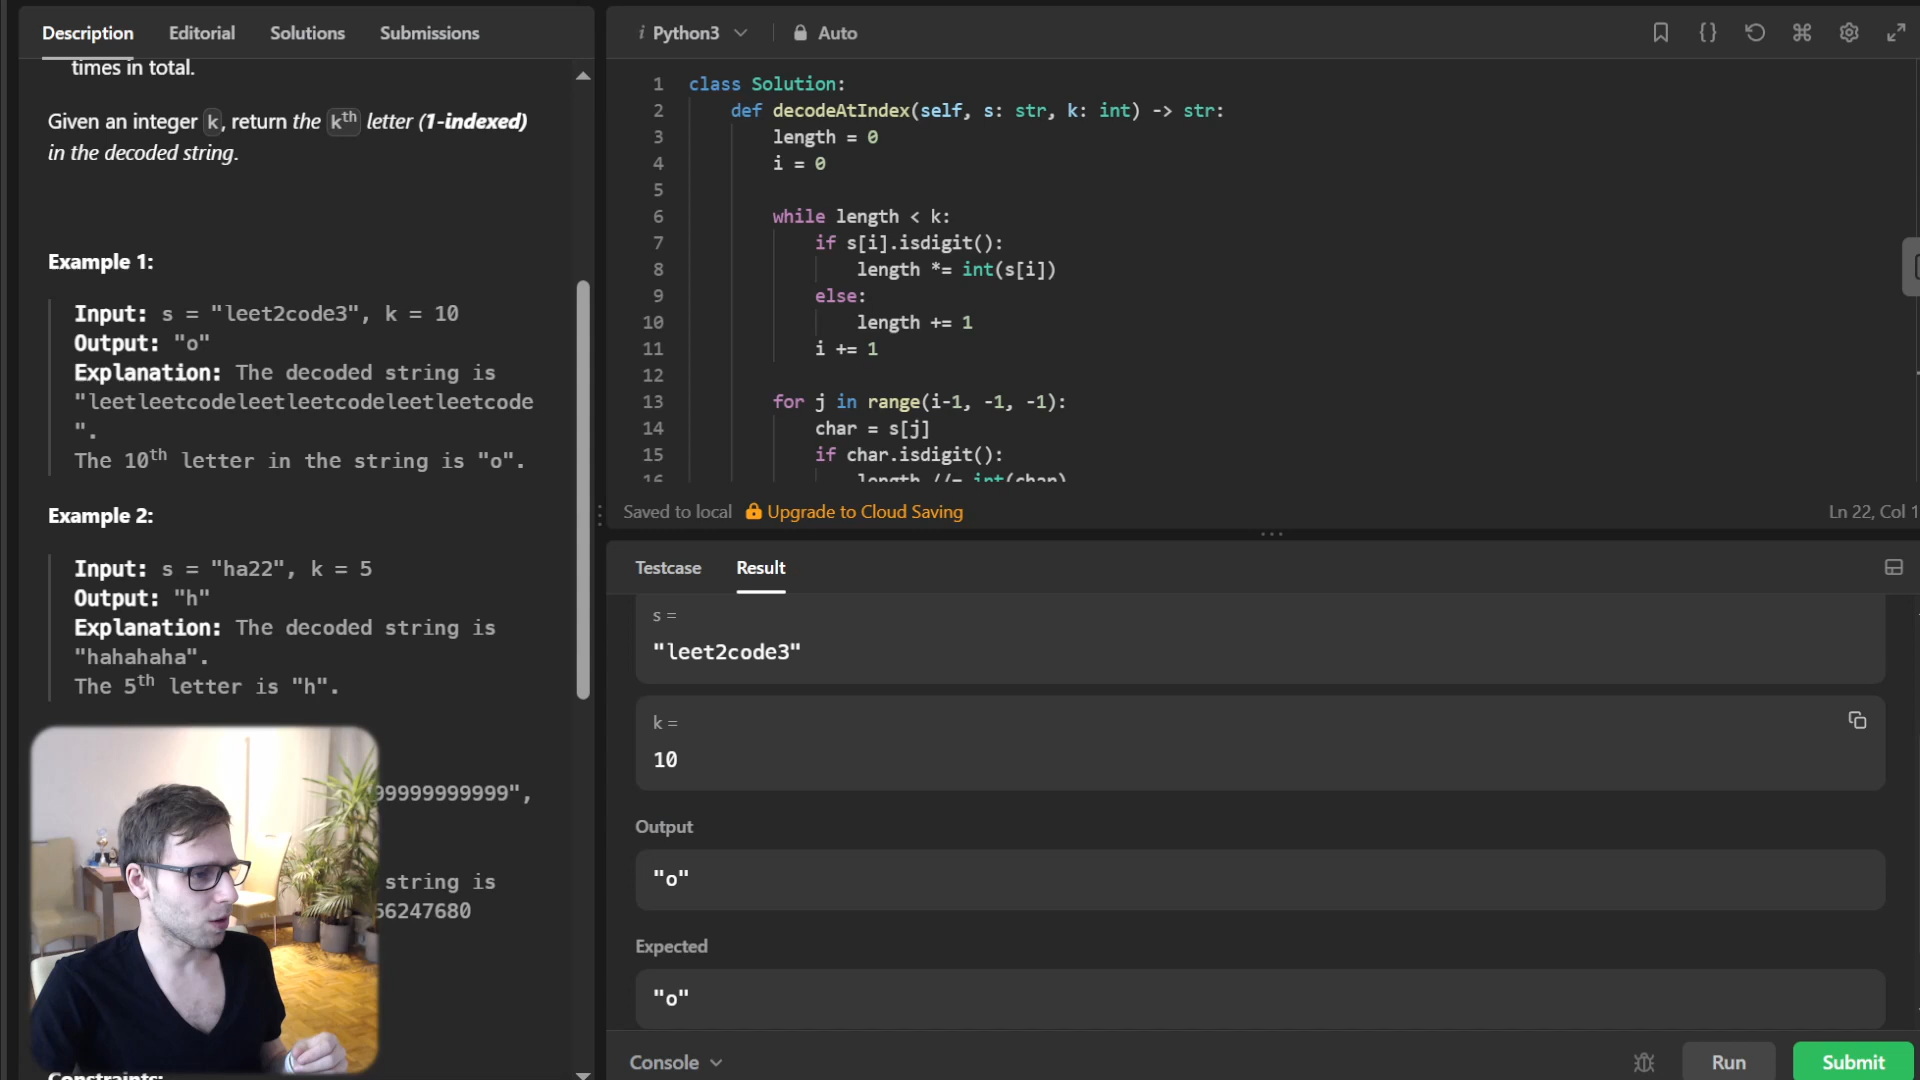 Description Editorial Solutions Submissions
times in total.
Given an integer k, return the kth letter (1-indexed)
in the decoded string.
Example 1:
Input: s = "leet2code3", k = 10
Output: "o"
Explanation: The decoded string is
"leetleetcodeleetleetcodeleetleetcode
".
The 10th letter in the string is "o".
Example 2:
Input: s = "ha22", k = 5
Output: "h"
Explanation: The decoded string is
"hahahaha".
The 5th letter is "h".
99999999999",
string is
56247680
Constraints:
i Python3 Auto
1 class Solution:
2 def decodeAtIndex(self, s: str, k: int) -> str:
3 length = 0
4 i = 0
5
6 while length < k:
7 if s[i].isdigit():
8 length *= int(s[i])
9 else:
10 length += 1
11 i += 1
12
13 for j in range(i-1, -1, -1):
14 char = s[j]
15 if char.isdigit():
16 length //= int(char)
Saved to local Upgrade to Cloud Saving Ln 22, Col 1
Testcase Result
s =
"leet2code3"
k =
10
Output
"o"
Expected
"o"
Console Run Submit